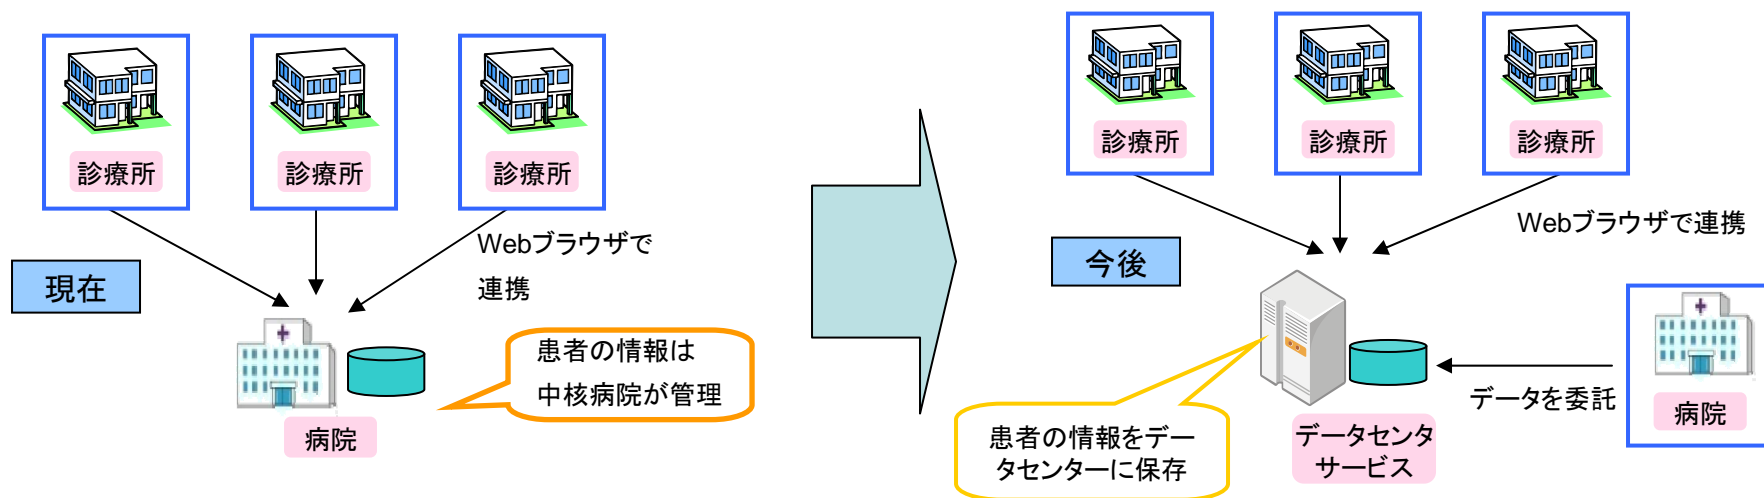 診療所
診療所
診療所
Webブラウザで
連携
現在
患者の情報は
中核病院が管理
病院
診療所
診療所
診療所
Webブラウザで連携
今後
データを委託
病院
患者の情報をデー
タセンターに保存
データセンタ
サービス